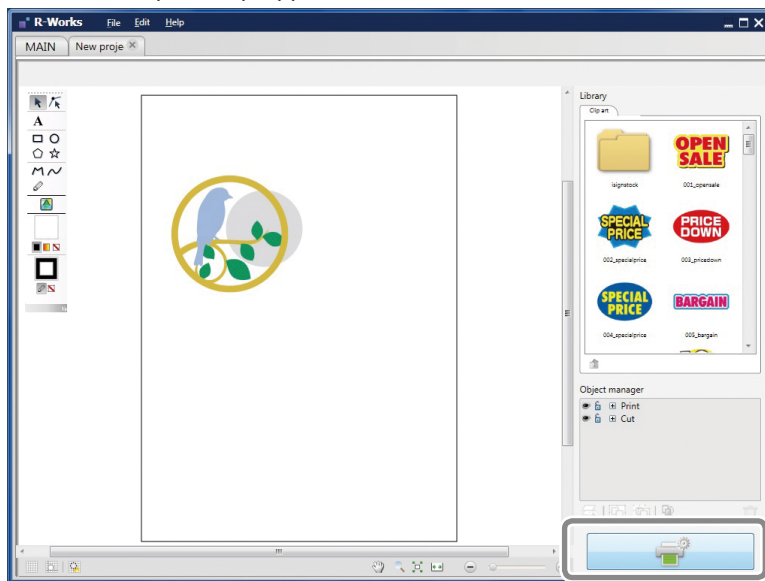 R-Works File Edit Help
MAIN New proje
A
Library
Clip art
OPEN
SALE
isignstock 001_opensale
SPECIAL
PRICE
PRICE
DOWN
002_specialprice 003_pricedown
SPECIAL
PRICE
BARGAIN
004_specialprice 005_bargain
Object manager
Print
Cut